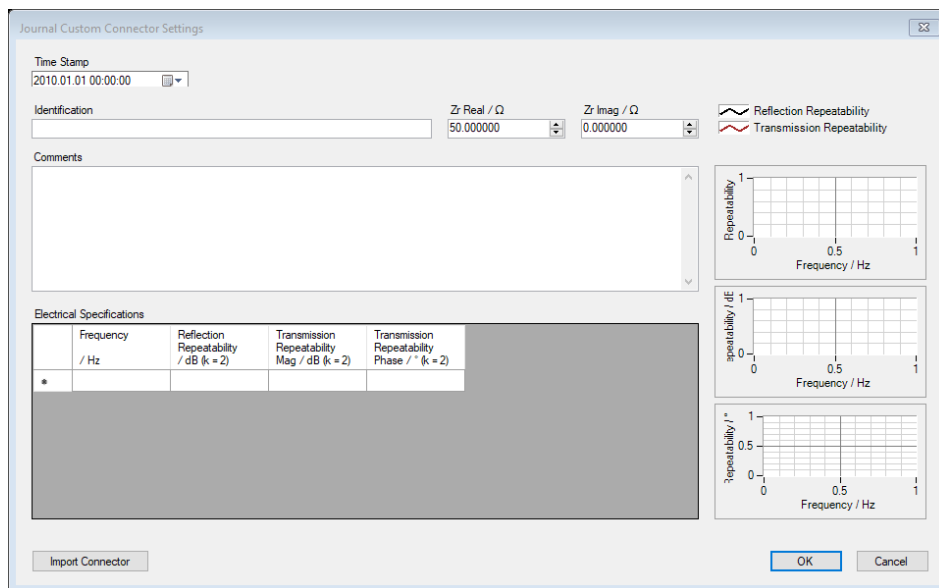 Journal Custom Connector Settings
Time Stamp
2010.01.01 00:00:00
Identification
Zr Real / Ω
Zr Imag / Ω
50.000000
0.000000
Reflection Repeatability
Transmission Repeatability
Comments
Repeatability
1
0
0
0.5
1
Frequency / Hz
Electrical Specifications
Frequency
/ Hz
Reflection
Repeatability
/ dB (k = 2)
Transmission
Repeatability
Mag / dB (k = 2)
Transmission
Repeatability
Phase / ° (k = 2)
*
epeatability / dB
1
0
0
0.5
1
Frequency / Hz
Repeatability / °
1
0.5
0
0
0.5
1
Frequency / Hz
Import Connector
OK
Cancel